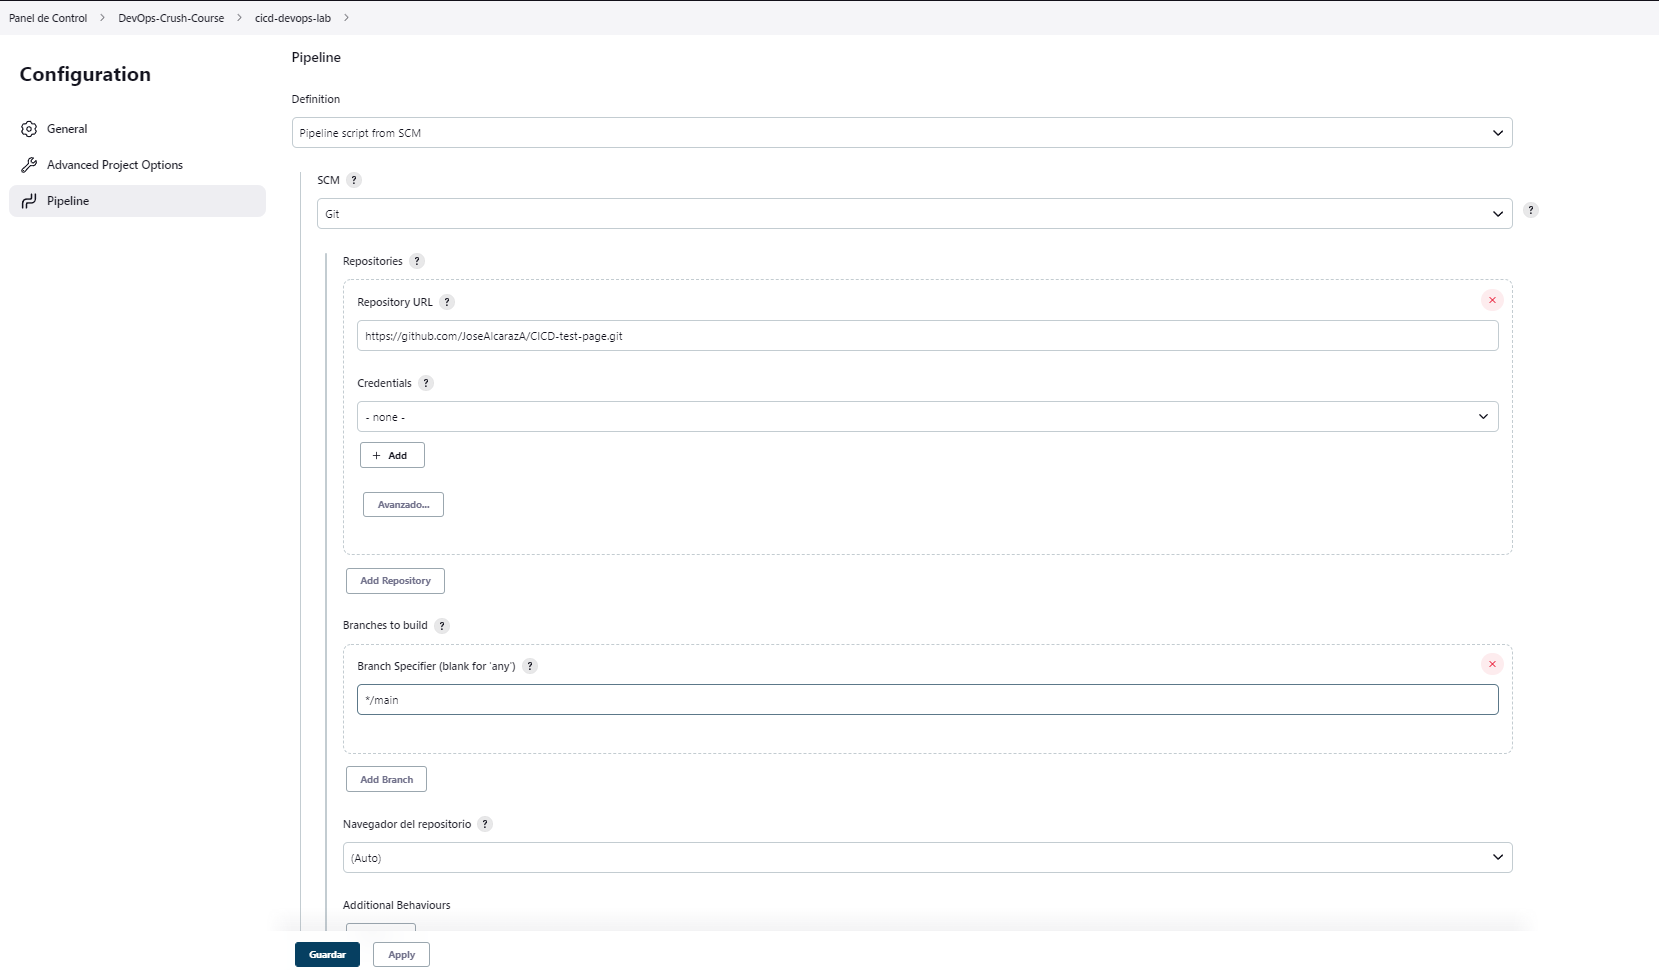 Panel de Control > DevOps-Crush-Course > cicd-devops-lab >
Configuration
General
Advanced Project Options
Pipeline
Pipeline
Definition
Pipeline script from SCM
SCM ?
Git
?
Repositories ?
Repository URL ?
https://github.com/JoseAlcarazA/CICD-test-page.git
Credentials ?
- none -
+ Add
Avanzado...
Add Repository
Branches to build ?
Branch Specifier (blank for 'any') ?
*/main
Add Branch
Navegador del repositorio ?
(Auto)
Additional Behaviours
Guardar Apply